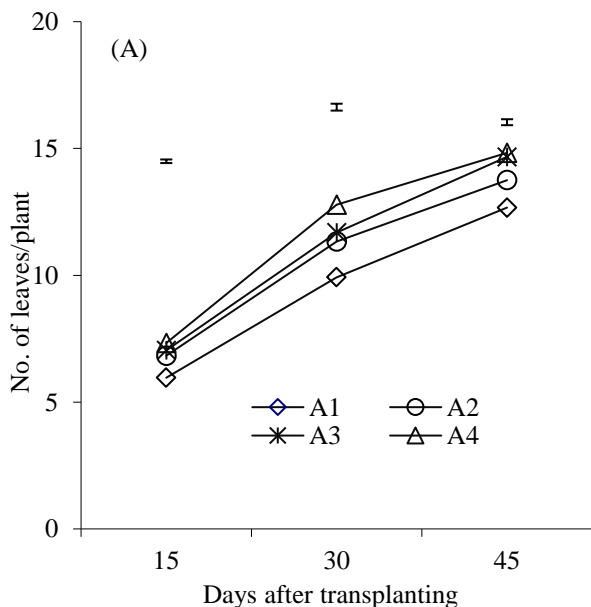 (A)
20
15
10
5
0
No. of leaves/plant
A1 A2
A3 A4
15 30 45
Days after transplanting